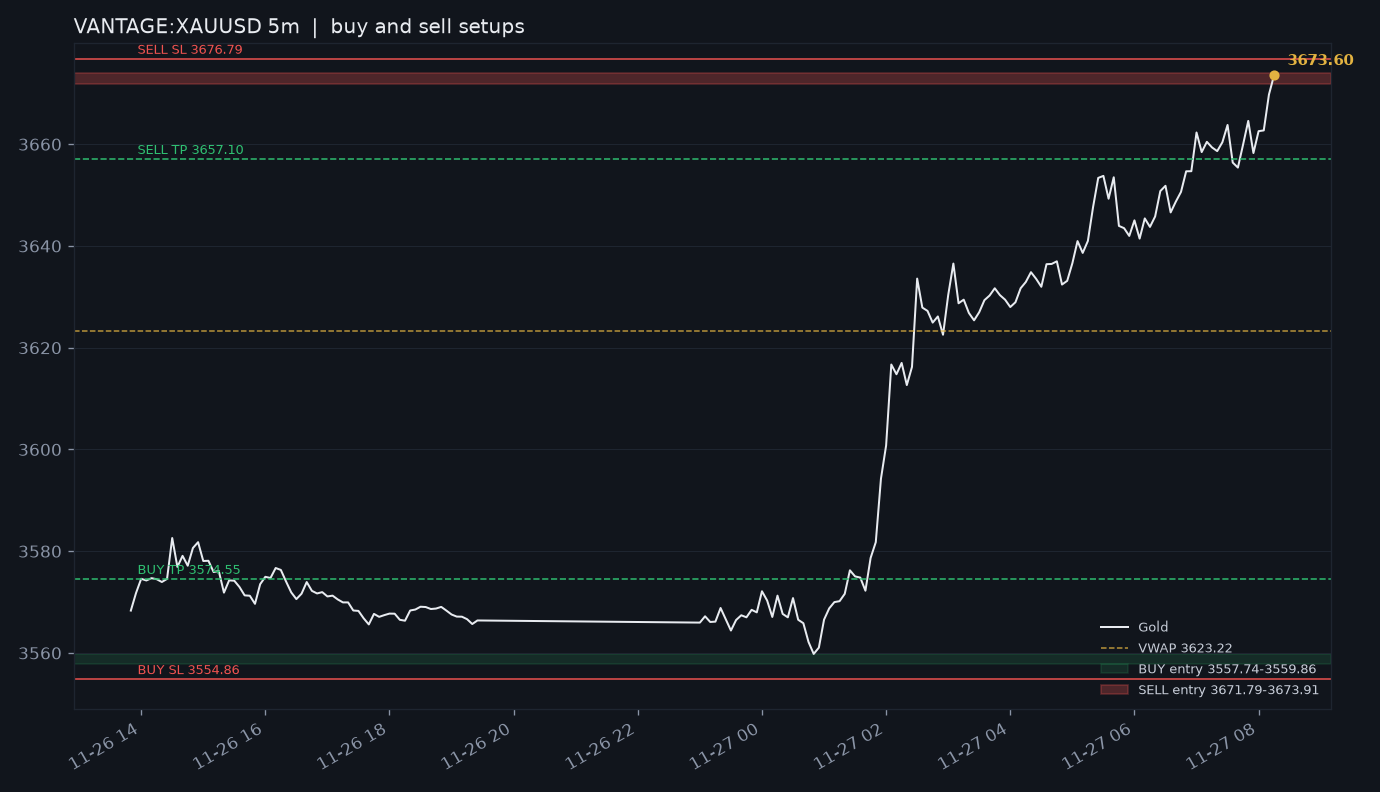 VANTAGE:XAUUSD 5m | buy and sell setups
SELL SL 3676.79
3673.60
3660
SELL TP 3657.10
3640
3620
3600
3580
BUY TP 3574.55
3560
BUY SL 3554.86
Gold
VWAP 3623.22
BUY entry 3557.74-3559.86
SELL entry 3671.79-3673.91
11-26 14
11-26 16
11-26 18
11-26 20
11-26 22
11-27 00
11-27 02
11-27 04
11-27 06
11-27 08